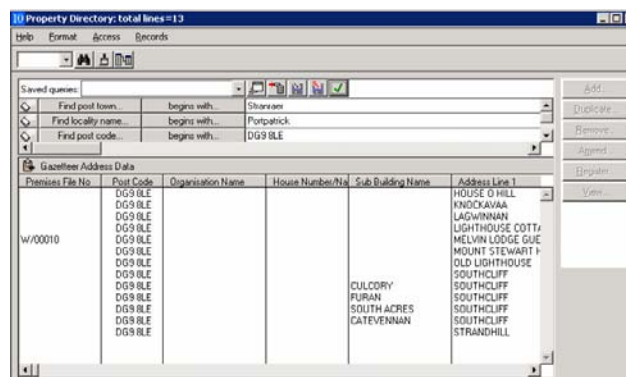 Property Directory: total lines=13
Help Format Access Records
Saved queries:
Find post town... begins with... Stranraer
Find locality name... begins with... Portpatrick
Find post code... begins with... DG9 8LE
Add...
Duplicate...
Remove...
Append...
Register...
View...
Gazetteer Address Data
Premises File No Post Code Organisation Name House Number/Na Sub Building Name Address Line 1
DG9 8LE HOUSE O HILL
DG9 8LE KNOCKAVAA
DG9 8LE LAGWINNAN
DG9 8LE LIGHTHOUSE COTTA
W/00010 DG9 8LE MELVIN LODGE GUE
DG9 8LE MOUNT STEWART H
DG9 8LE OLD LIGHTHOUSE
DG9 8LE SOUTHCLIFF
DG9 8LE CULCORY SOUTHCLIFF
DG9 8LE FURAN SOUTHCLIFF
DG9 8LE SOUTH ACRES SOUTHCLIFF
DG9 8LE CATEVENNAN SOUTHCLIFF
DG9 8LE STRANDHILL